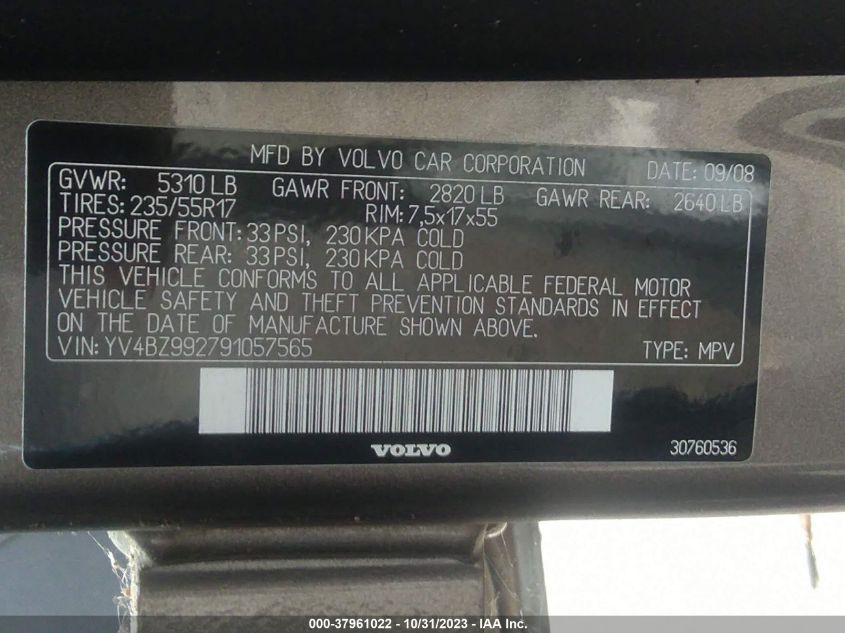 MFD BY VOLVO CAR CORPORATION DATE: 09/08
GVWR: 5310 LB GAWR FRONT: 2820 LB GAWR REAR: 2640 LB
TIRES: 235/55R17 RIM: 7,5x17x55
PRESSURE FRONT: 33 PSI, 230 KPA COLD
PRESSURE REAR: 33 PSI, 230 KPA COLD
THIS VEHICLE CONFORMS TO ALL APPLICABLE FEDERAL MOTOR
VEHICLE SAFETY AND THEFT PREVENTION STANDARDS IN EFFECT
ON THE DATE OF MANUFACTURE SHOWN ABOVE.
VIN: YV4BZ992791057565 TYPE: MPV
VOLVO 30760536
000-37961022 - 10/31/2023 - IAA Inc.